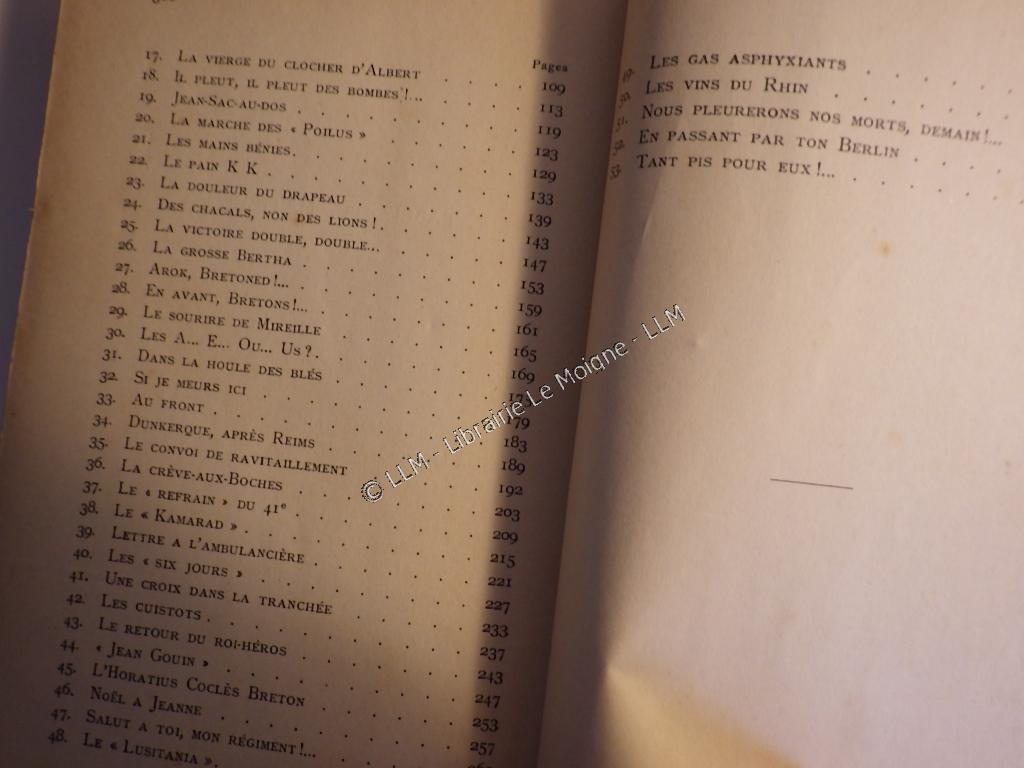 Pages
17. La vierge du clocher d'Albert . . . 109
18. Il pleut, il pleut des bombes !... . . . 113
19. Jean-Sac-au-dos . . . 119
20. La marche des « Poilus » . . . 123
21. Les mains bénies. . . . 129
22. Le pain K K . . . 133
23. La douleur du drapeau . . . 139
24. Des chacals, non des lions ! . . . 143
25. La victoire double, double... . . . 147
26. La grosse Bertha . . . 153
27. Arok, Bretoned !... . . . 159
28. En avant, Bretons !... . . . 161
29. Le sourire de Mireille . . . 165
30. Les A... E... Ou... Us ?. . . . 169
31. Dans la houle des blés . . .
32. Si je meurs ici . . . 179
33. Au front . . . 183
34. Dunkerque, après Reims . . . 189
35. Le convoi de ravitaillement . . . 192
36. La crève-aux-Boches . . . 203
37. Le « refrain » du 41e . . . 209
38. Le « Kamarad » . . . 215
39. Lettre a l'ambulancière . . . 221
40. Les « six jours » . . . 227
41. Une croix dans la tranchée . . . 233
42. Les cuistots . . . 237
43. Le retour du roi-héros . . . 243
44. « Jean Gouin » . . . 247
45. L'Horatius Coclès Breton . . . 253
46. Noël a Jeanne . . . 257
47. Salut a toi, mon régiment !... . . .
48. Le « Lusitania ». . . .
Les gas asphyxiants . . .
50. Les vins du Rhin . . .
51. Nous pleurerons nos morts, demain !...
52. En passant par ton Berlin . . .
53. Tant pis pour eux !... . . .
© LLM - Librairie Le Moigne - LLM